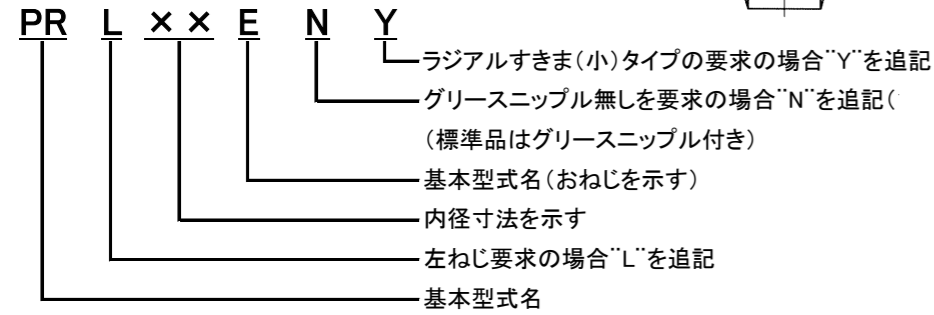 PR L ×× E N Y
ラジアルすきま(小)タイプの要求の場合¨Y¨を追記
グリースニップル無しを要求の場合¨N¨を追記(
(標準品はグリースニップル付き)
基本型式名(おねじを示す)
内径寸法を示す
左ねじ要求の場合¨L¨を追記
基本型式名